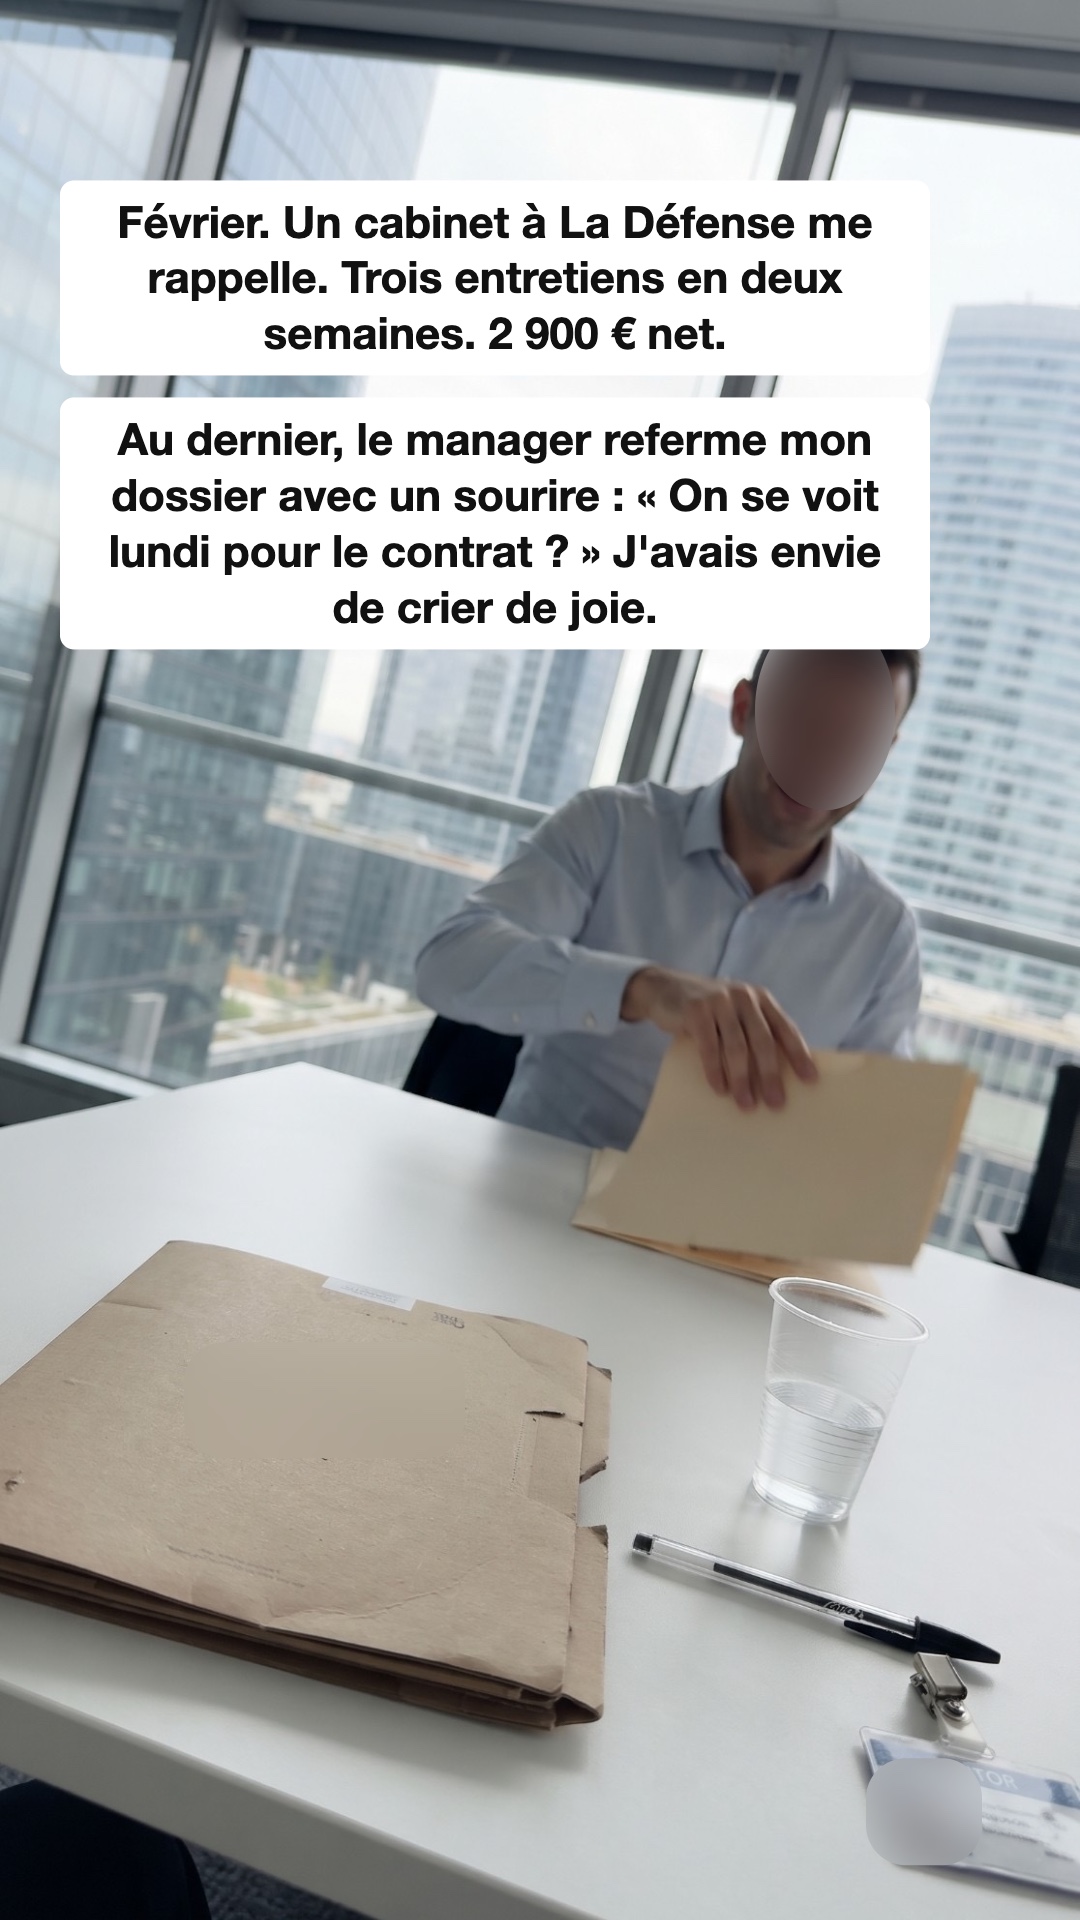 Février. Un cabinet à La Défense me
rappelle. Trois entretiens en deux
semaines. 2 900 € net.
Au dernier, le manager referme mon
dossier avec un sourire : « On se voit
lundi pour le contrat ? » J'avais envie
de crier de joie.